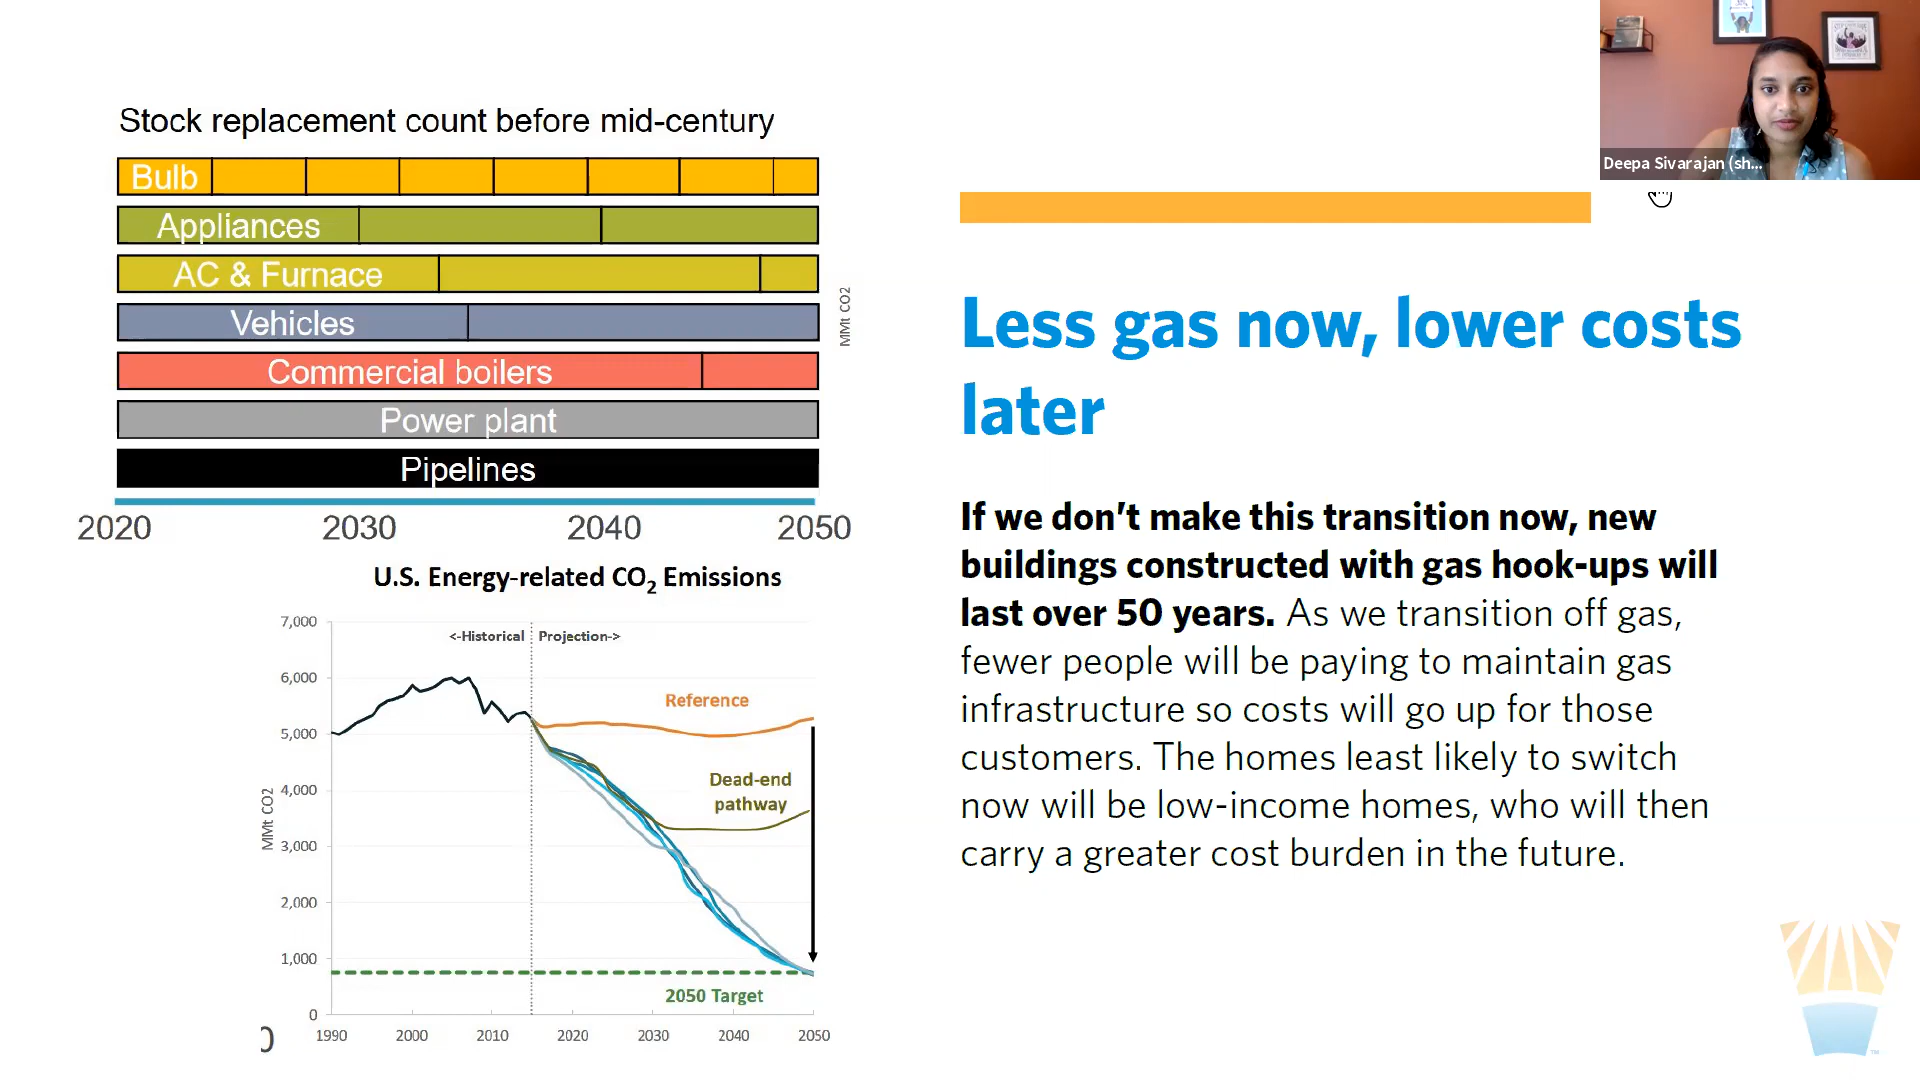 Stock replacement count before mid-century
Bulb
Appliances
AC & Furnace
Vehicles
Commercial boilers
Power plant
Pipelines
2020 2030 2040 2050
MMt CO2
U.S. Energy-related CO2 Emissions
<-Historical Projection->
7,000
6,000
5,000
4,000
3,000
2,000
1,000
0
MMt CO2
Reference
Dead-end
pathway
2050 Target
1990 2000 2010 2020 2030 2040 2050
0
Deepa Sivarajan (sh...
Less gas now, lower costs
later
If we don’t make this transition now, new
buildings constructed with gas hook-ups will
last over 50 years. As we transition off gas,
fewer people will be paying to maintain gas
infrastructure so costs will go up for those
customers. The homes least likely to switch
now will be low-income homes, who will then
carry a greater cost burden in the future.
TM